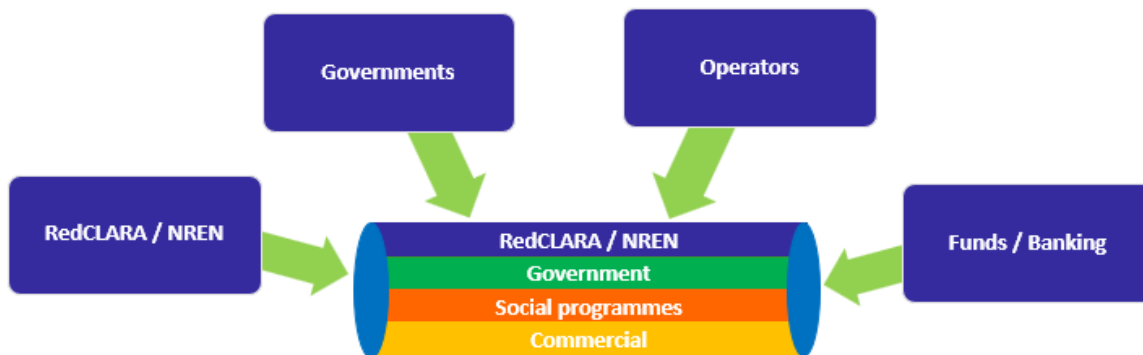 Governments
Operators
RedCLARA / NREN
Funds / Banking
RedCLARA / NREN
Government
Social programmes
Commercial